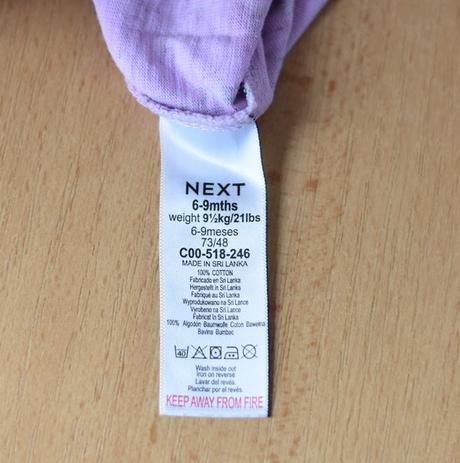 NEXT
6-9mths
weight 9½kg/21lbs
6-9meses
73/48
C00-518-246
MADE IN SRI LANKA
100% COTTON
Fabricado en Sri Lanka
Hergestellt in Sri Lanka
Fabriqué au Sri Lanka
Wyprodukowano na Sri Lance
Vyrobeno na Sri Lance
Fabricat în Sri Lanka
100% Algodón Baumwolle Coton Bawełna
Bavlna Bumbac
40
Wash inside out
Iron on reverse
Lavar del revés.
Planchar por el revés.
KEEP AWAY FROM FIRE